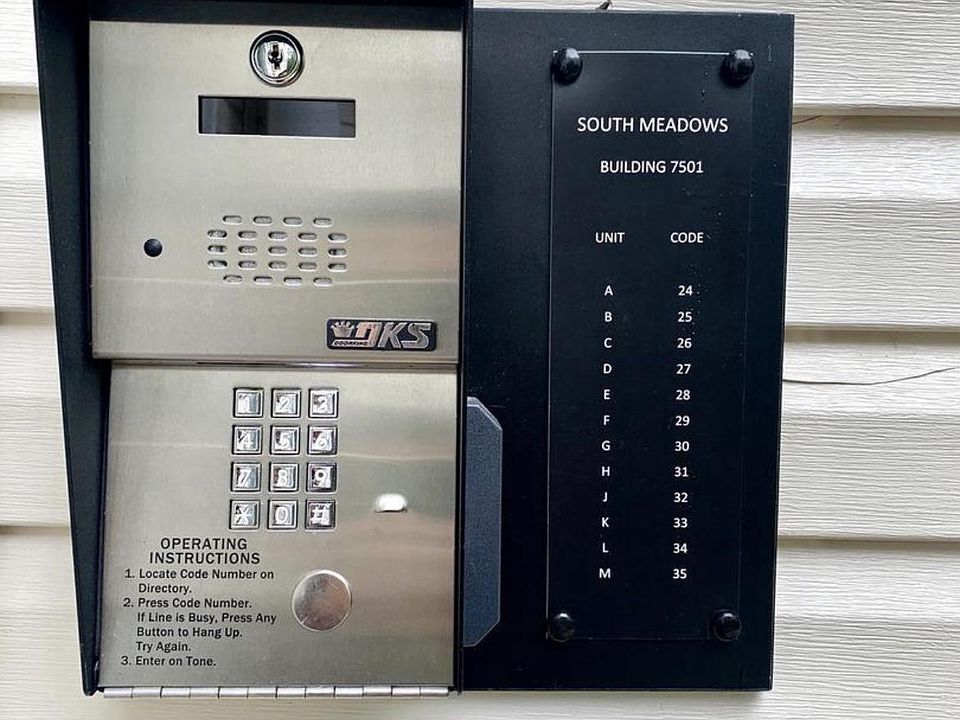 DOORKING DKS
1 2 3
4 5 6
7 8 9
* 0 #
OPERATING
INSTRUCTIONS
1. Locate Code Number on
Directory.
2. Press Code Number.
If Line is Busy, Press Any
Button to Hang Up.
Try Again.
3. Enter on Tone.
SOUTH MEADOWS
BUILDING 7501
UNIT CODE
A 24
B 25
C 26
D 27
E 28
F 29
G 30
H 31
J 32
K 33
L 34
M 35